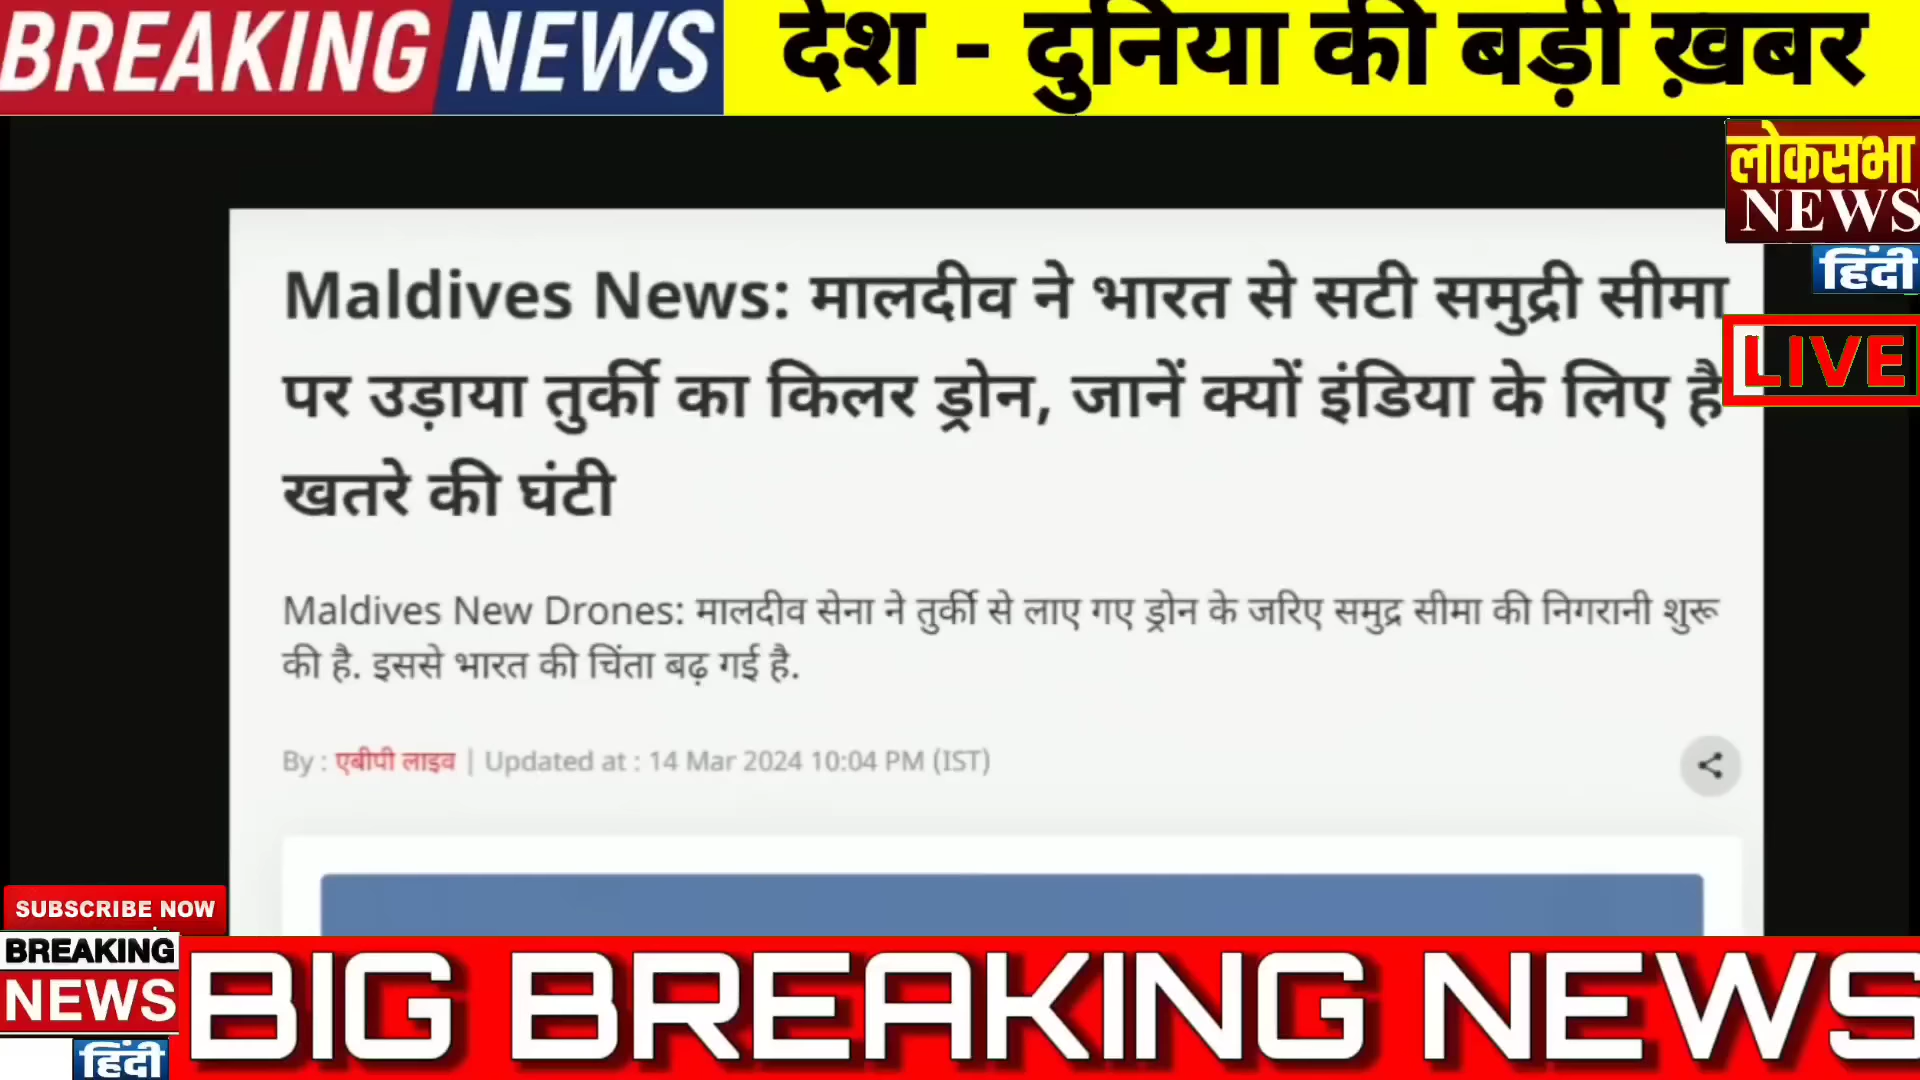 BREAKING NEWS देश - दुनिया की बड़ी ख़बर
लोकसभा
NEWS
हिंदी
LIVE
Maldives News: मालदीव ने भारत से सटी समुद्री सीमा
पर उड़ाया तुर्की का किलर ड्रोन, जानें क्यों इंडिया के लिए है
खतरे की घंटी
Maldives New Drones: मालदीव सेना ने तुर्की से लाए गए ड्रोन के जरिए समुद्र सीमा की निगरानी शुरू
की है. इससे भारत की चिंता बढ़ गई है.
By : एबीपी लाइव | Updated at : 14 Mar 2024 10:04 PM (IST)
SUBSCRIBE NOW
BREAKING
NEWS
हिंदी
BIG BREAKING NEWS